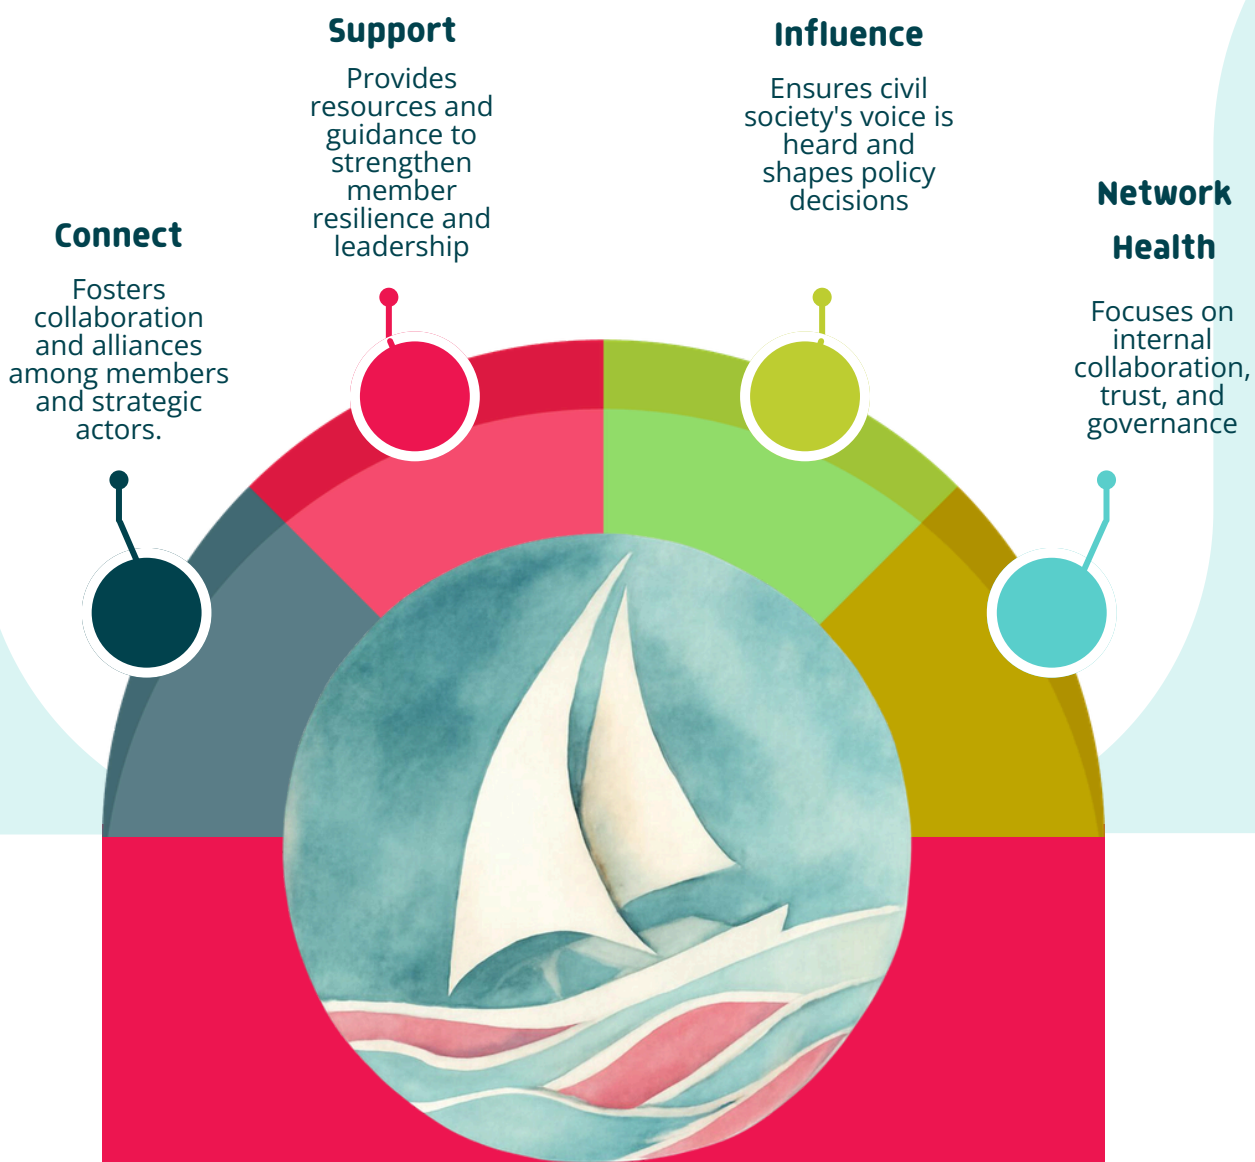 Connect
Fosters
collaboration
and alliances
among members
and strategic
actors.
Support
Provides
resources and
guidance to
strengthen
member
resilience and
leadership
Influence
Ensures civil
society's voice is
heard and
shapes policy
decisions
Network
Health
Focuses on
internal
collaboration,
trust, and
governance